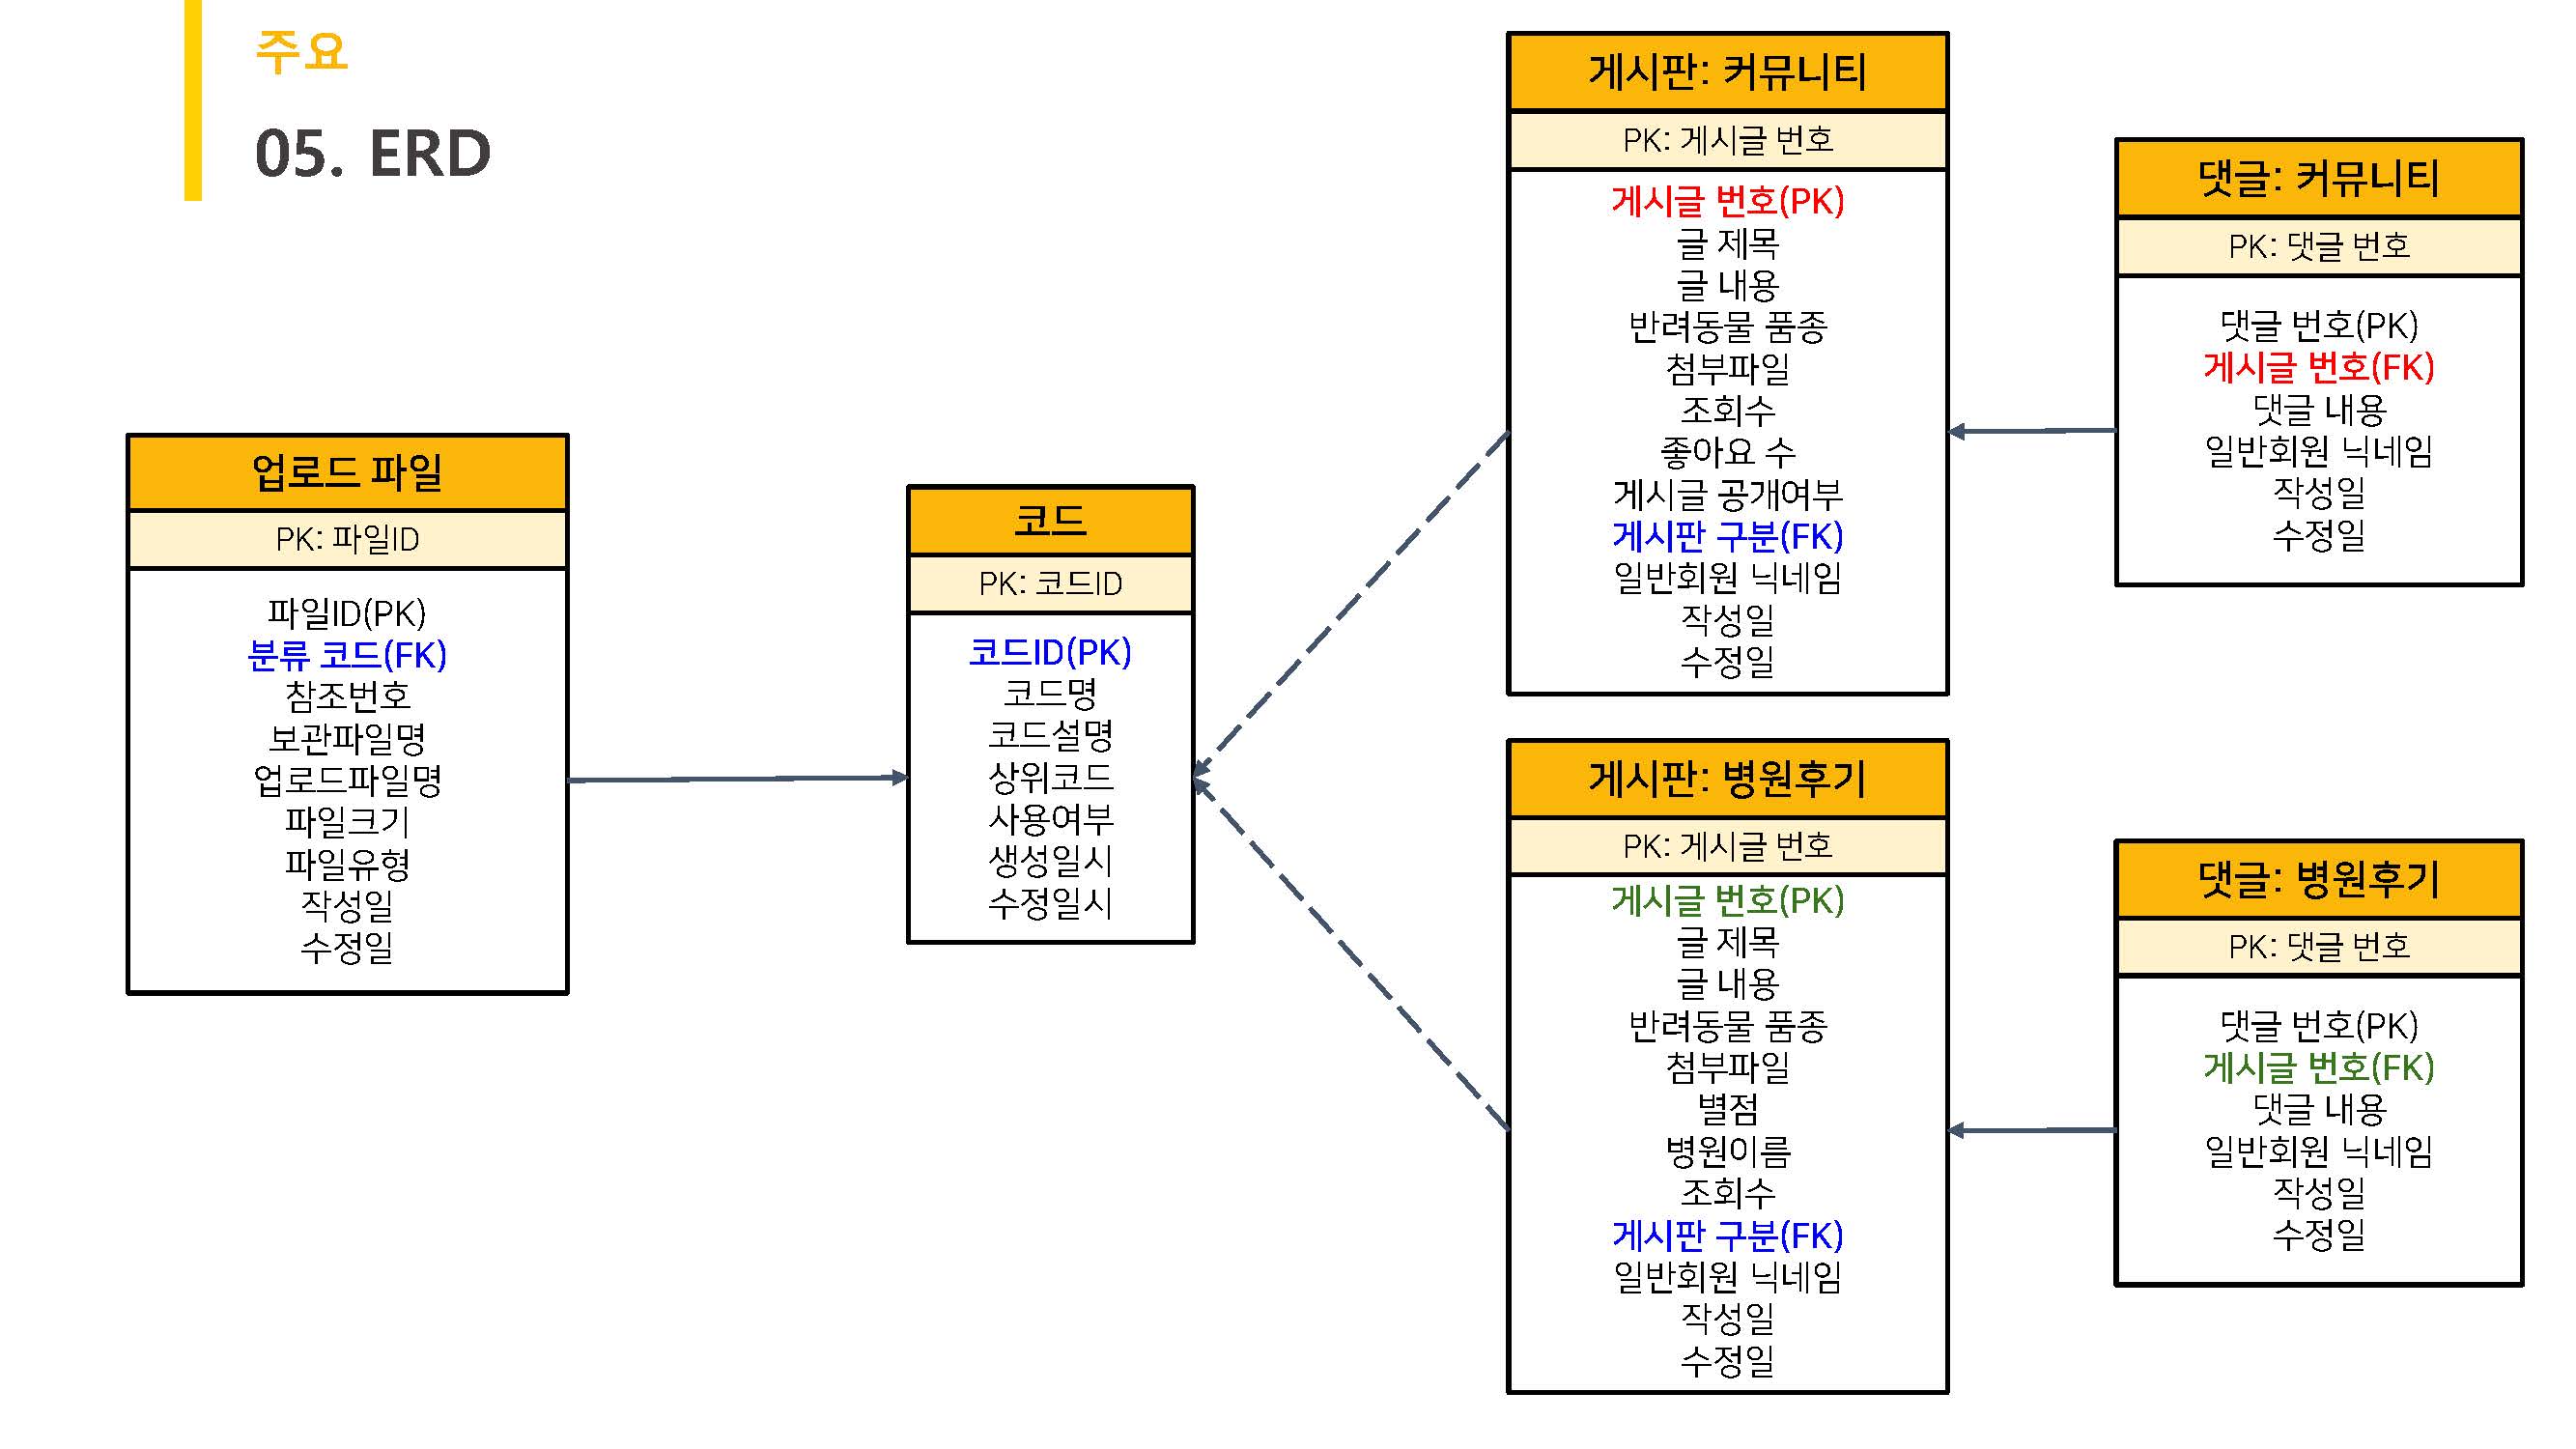 주요
05. ERD
업로드 파일
PK: 파일ID
파일ID(PK)
분류 코드(FK)
참조번호
보관파일명
업로드파일명
파일크기
파일유형
작성일
수정일
코드
PK: 코드ID
코드ID(PK)
코드명
코드설명
상위코드
사용여부
생성일시
수정일시
게시판: 커뮤니티
PK: 게시글 번호
게시글 번호(PK)
글 제목
글 내용
반려동물 품종
첨부파일
조회수
좋아요 수
게시글 공개여부
게시판 구분(FK)
일반회원 닉네임
작성일
수정일
댓글: 커뮤니티
PK: 댓글 번호
댓글 번호(PK)
게시글 번호(FK)
댓글 내용
일반회원 닉네임
작성일
수정일
게시판: 병원후기
PK: 게시글 번호
게시글 번호(PK)
글 제목
글 내용
반려동물 품종
첨부파일
별점
병원이름
조회수
게시판 구분(FK)
일반회원 닉네임
작성일
수정일
댓글: 병원후기
PK: 댓글 번호
댓글 번호(PK)
게시글 번호(FK)
댓글 내용
일반회원 닉네임
작성일
수정일